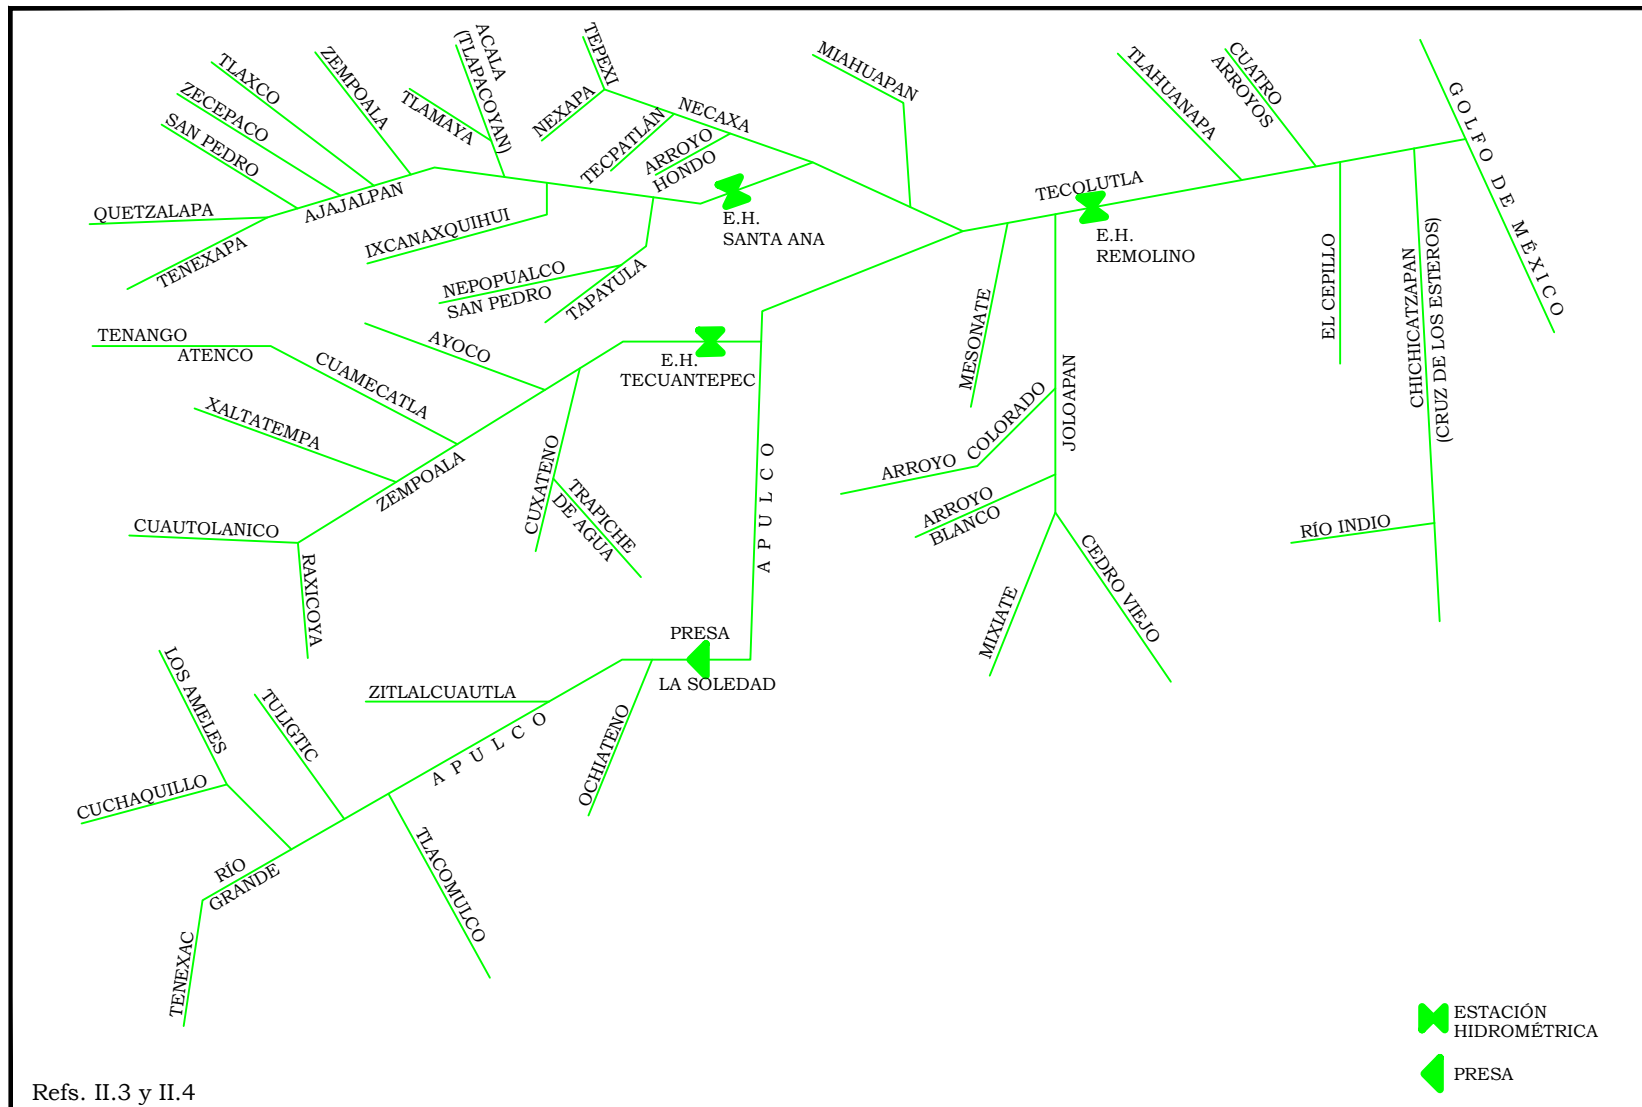 ACALA
(TLAPACOYAN)
TEPEXI
MIAHUAPAN
TLAHUANAPA
CUATRO
ARROYOS
GOLFO DE MÉXICO
ZEMPOALA
TLAXCO
ZECEPACO
SAN PEDRO
TLAMAYA
NEXAPA
NECAXA
TECPATLÁN
ARROYO
HONDO
QUETZALAPA
TENEXAPA
AJAJALPAN
IXCANAXQUIHUI
E.H.
SANTA ANA
TECOLUTLA
E.H.
REMOLINO
NEPOPUALCO
SAN PEDRO
TAPAYULA
TENANGO
ATENCO
CUAMECATLA
AYOCO
E.H.
TECUANTEPEC
MESONATE
JOLOAPAN
EL CEPILLO
CHICHICATZAPAN
(CRUZ DE LOS ESTEROS)
XALTATEMPA
ZEMPOALA
ARROYO
COLORADO
CUXATENO
TRAPICHE
DE AGUA
APULCO
ARROYO
BLANCO
RÍO INDIO
CUAUTOLANICO
RAXICOYA
MIXIATE
CEDRO VIEJO
PRESA
LA SOLEDAD
LOS AMELES
TULIGTIC
ZITLALCUAUTLA
APULCO
OCHIATENO
CUCHAQUILLO
RÍO
GRANDE
TLACOMULCO
TENEXAC
ESTACIÓN
HIDROMÉTRICA
PRESA
Refs. II.3 y II.4